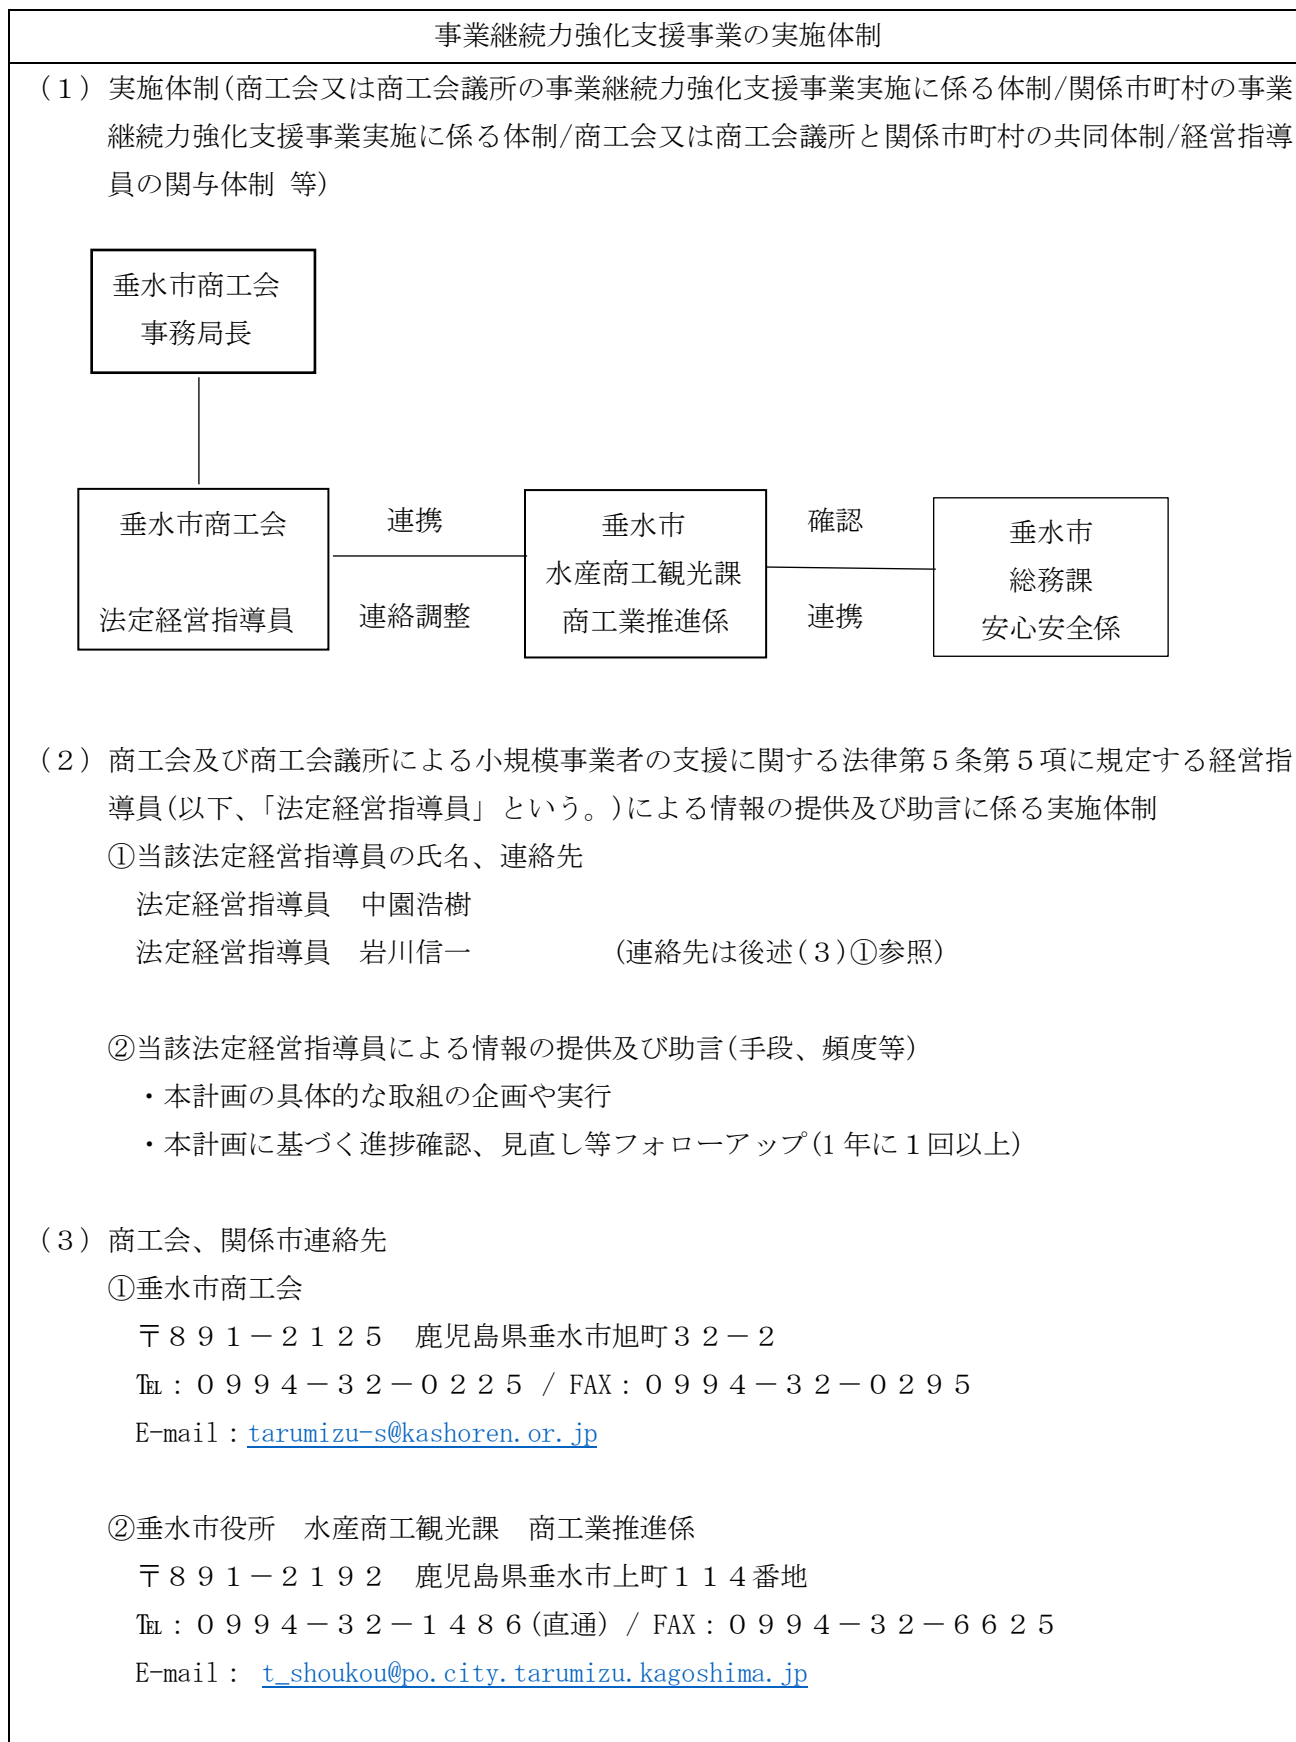 事業継続力強化支援事業の実施体制
(１) 実施体制(商工会又は商工会議所の事業継続力強化支援事業実施に係る体制/関係市町村の事業
継続力強化支援事業実施に係る体制/商工会又は商工会議所と関係市町村の共同体制/経営指導
員の関与体制 等)
垂水市商工会
事務局長
垂水市商工会
法定経営指導員
連携
連絡調整
垂水市
水産商工観光課
商工業推進係
確認
連携
垂水市
総務課
安心安全係
(２) 商工会及び商工会議所による小規模事業者の支援に関する法律第５条第５項に規定する経営指
導員(以下、「法定経営指導員」という。)による情報の提供及び助言に係る実施体制
①当該法定経営指導員の氏名、連絡先
法定経営指導員　中園浩樹
法定経営指導員　岩川信一　　　　　(連絡先は後述(３)①参照)
②当該法定経営指導員による情報の提供及び助言(手段、頻度等)
・本計画の具体的な取組の企画や実行
・本計画に基づく進捗確認、見直し等フォローアップ(1 年に１回以上)
(３) 商工会、関係市連絡先
①垂水市商工会
〒８９１－２１２５　鹿児島県垂水市旭町３２－２
℡：０９９４－３２－０２２５ / FAX：０９９４－３２－０２９５
E-mail：tarumizu-s@kashoren.or.jp
②垂水市役所　水産商工観光課　商工業推進係
〒８９１－２１９２　鹿児島県垂水市上町１１４番地
℡：０９９４－３２－１４８６(直通) / FAX：０９９４－３２－６６２５
E-mail： t_shoukou@po.city.tarumizu.kagoshima.jp